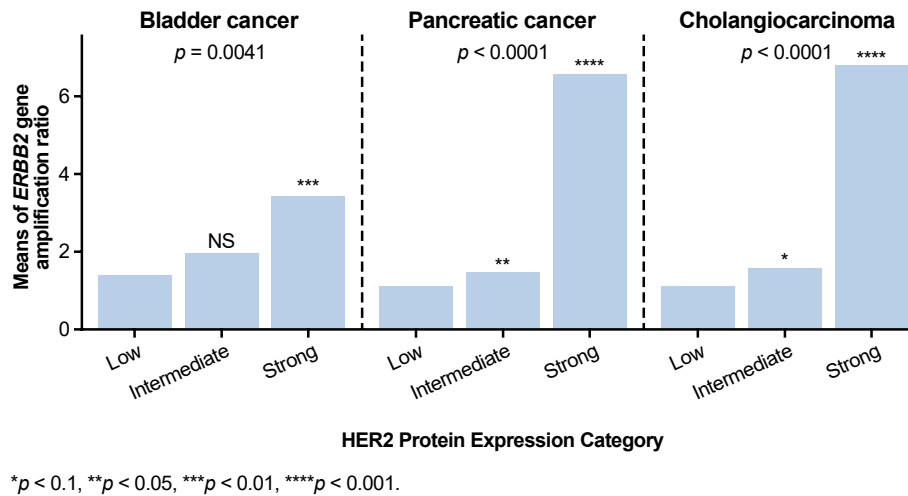 Bladder cancer Pancreatic cancer Cholangiocarcinoma
p = 0.0041 p < 0.0001 p < 0.0001
**** ****
6
Means of ERBB2 gene
amplification ratio
4
***
NS
2
** *
0
Low Intermediate Strong Low Intermediate Strong Low Intermediate Strong
HER2 Protein Expression Category
*p < 0.1, **p < 0.05, ***p < 0.01, ****p < 0.001.